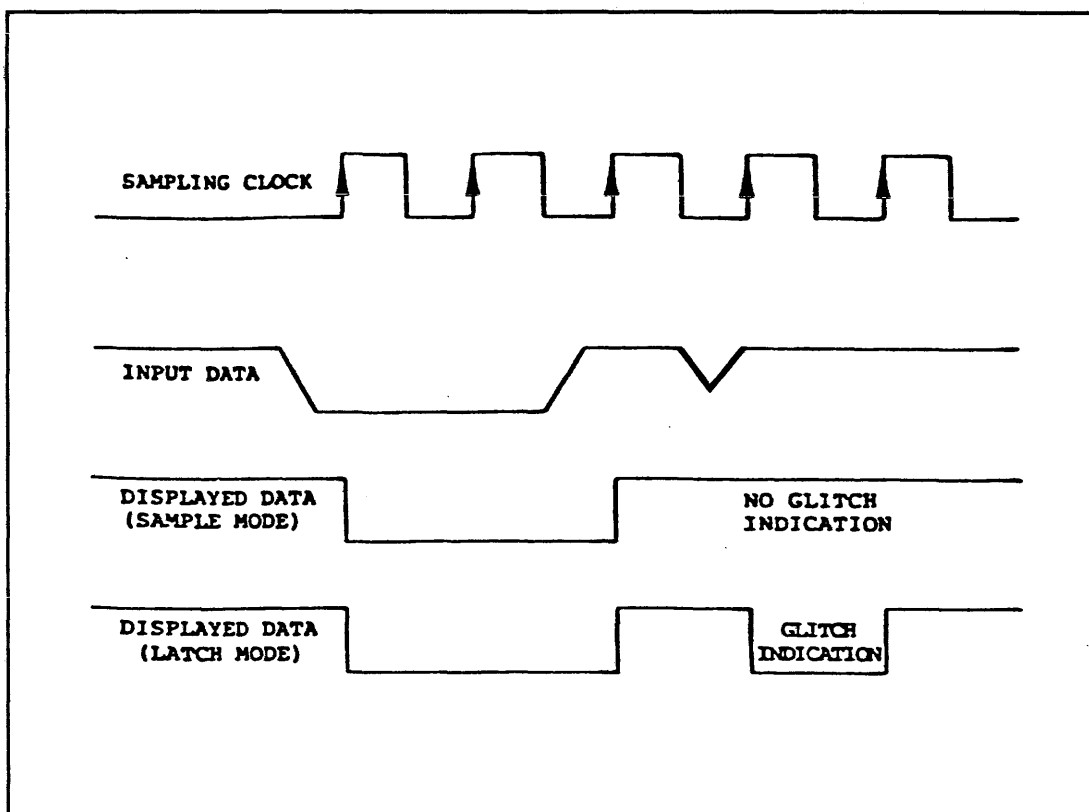 SAMPLING CLOCK
INPUT DATA
DISPLAYED DATA
(SAMPLE MODE)
NO GLITCH
INDICATION
DISPLAYED DATA
(LATCH MODE)
GLITCH
INDICATION